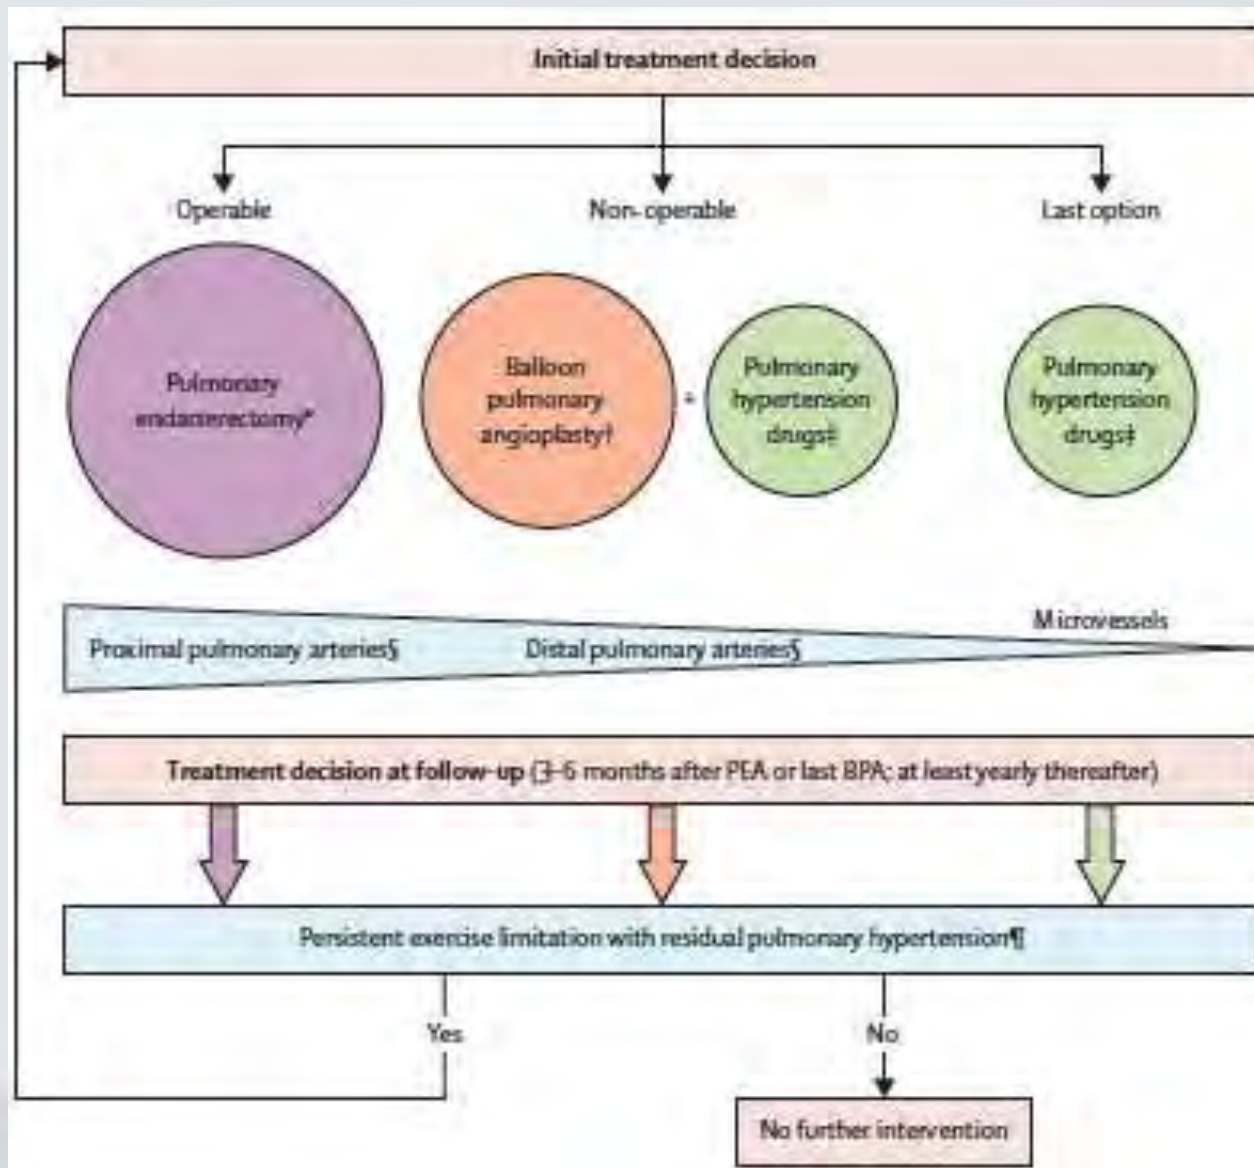 Initial treatment decision
Operable
Non-operable
Last option
Pulmonary
endarterectomy*
Balloon
pulmonary
angioplasty†
+
Pulmonary
hypertension
drugs‡
Pulmonary
hypertension
drugs‡
Proximal pulmonary arteries§
Distal pulmonary arteries§
Microvessels
Treatment decision at follow-up (3–6 months after PEA or last BPA; at least yearly thereafter)
Persistent exercise limitation with residual pulmonary hypertension¶
Yes
No
No further intervention